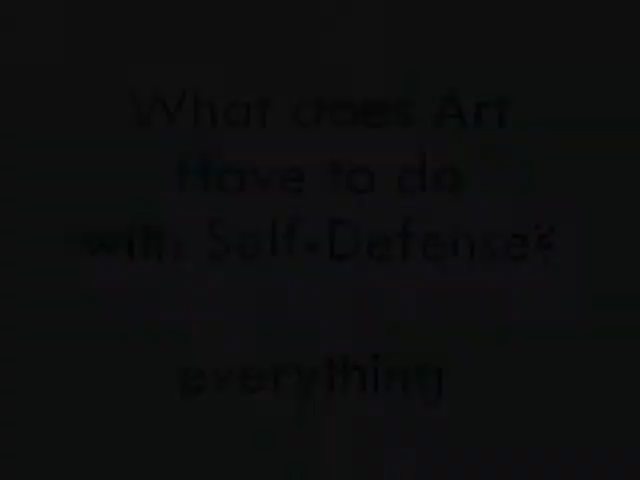 What does Art
Have to do
with Self-Defense?
everything